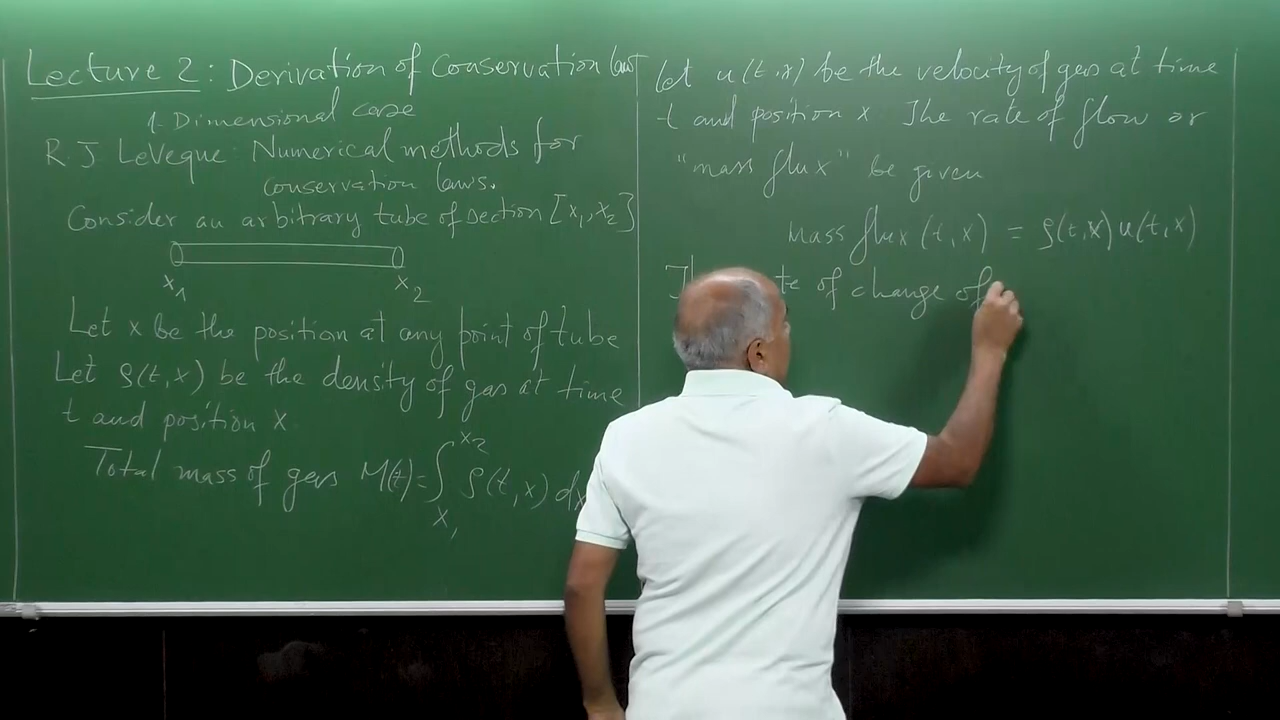 Lecture 2: Derivation of Conservation laws
1-Dimensional case
R.J LeVeque: Numerical methods for
conservation laws.
Consider an arbitrary tube of section [x₁, x₂]
x₁ x₂
Let x be the position at any point of tube
Let ρ(t,x) be the density of gas at time
t and position x.
Total mass of gas M(t)=∫_{x₁}^{x₂} ρ(t,x) dx
Let u(t,x) be the velocity of gas at time
t and position x. The rate of flow or
"mass flux" be given
Mass flux(t,x) = ρ(t,x)u(t,x)
of change of